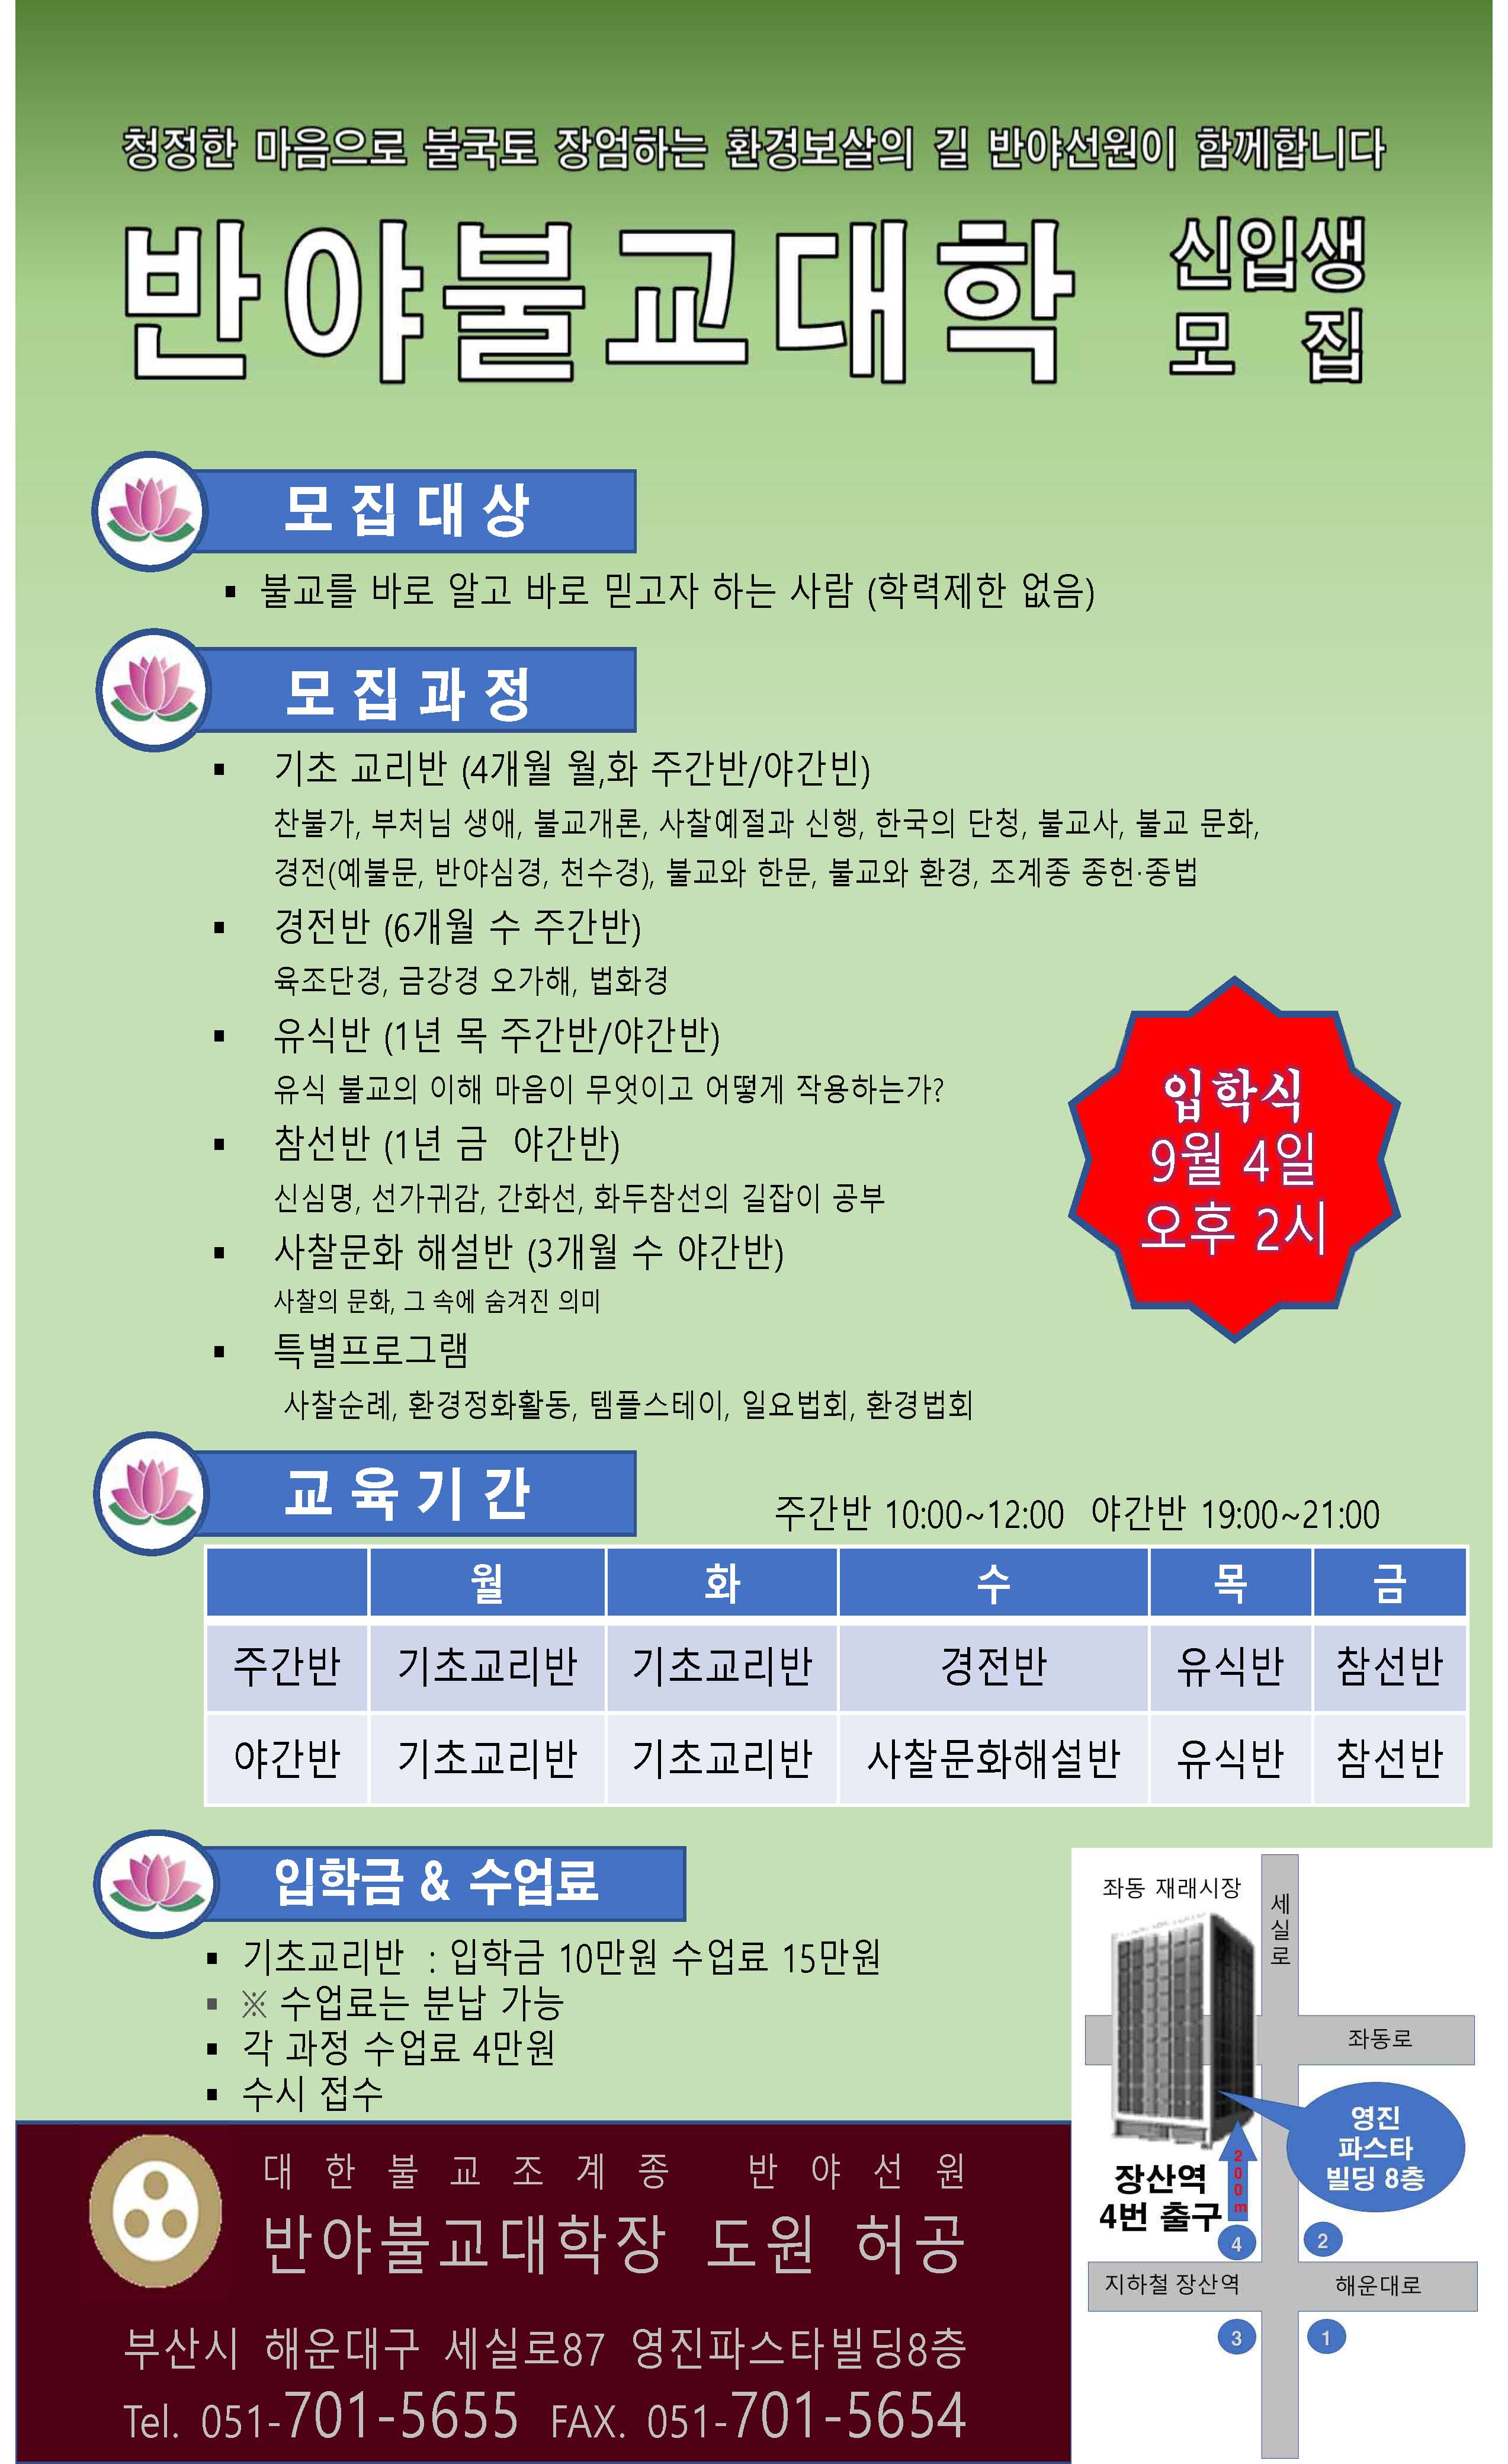 청정한 마음으로 불국토 장엄하는 환경보살의 길 반야선원이 함께합니다
반야불교대학 신입생
모 집
모집대상
▪ 불교를 바로 알고 바로 믿고자 하는 사람 (학력제한 없음)
모집과정
▪ 기초 교리반 (4개월 월,화 주간반/야간빈)
찬불가, 부처님 생애, 불교개론, 사찰예절과 신행, 한국의 단청, 불교사, 불교 문화,
경전(예불문, 반야심경, 천수경), 불교와 한문, 불교와 환경, 조계종 종헌·종법
▪ 경전반 (6개월 수 주간반)
육조단경, 금강경 오가해, 법화경
▪ 유식반 (1년 목 주간반/야간반)
유식 불교의 이해 마음이 무엇이고 어떻게 작용하는가?
▪ 참선반 (1년 금 야간반)
신심명, 선가귀감, 간화선, 화두참선의 길잡이 공부
▪ 사찰문화 해설반 (3개월 수 야간반)
사찰의 문화, 그 속에 숨겨진 의미
▪ 특별프로그램
사찰순례, 환경정화활동, 템플스테이, 일요법회, 환경법회
입학식
9월 4일
오후 2시
교육기간
주간반 10:00~12:00 야간반 19:00~21:00
월 화 수 목 금
주간반 기초교리반 기초교리반 경전반 유식반 참선반
야간반 기초교리반 기초교리반 사찰문화해설반 유식반 참선반
입학금 & 수업료
▪ 기초교리반 : 입학금 10만원 수업료 15만원
▪ ※ 수업료는 분납 가능
▪ 각 과정 수업료 4만원
▪ 수시 접수
대한불교조계종 반야선원
반야불교대학장 도원 허공
부산시 해운대구 세실로87 영진파스타빌딩8층
Tel. 051-701-5655 FAX. 051-701-5654
좌동 재래시장
세실로
좌동로
영진
파스타
빌딩 8층
장산역
4번 출구
200m
4
2
지하철 장산역
해운대로
3
1